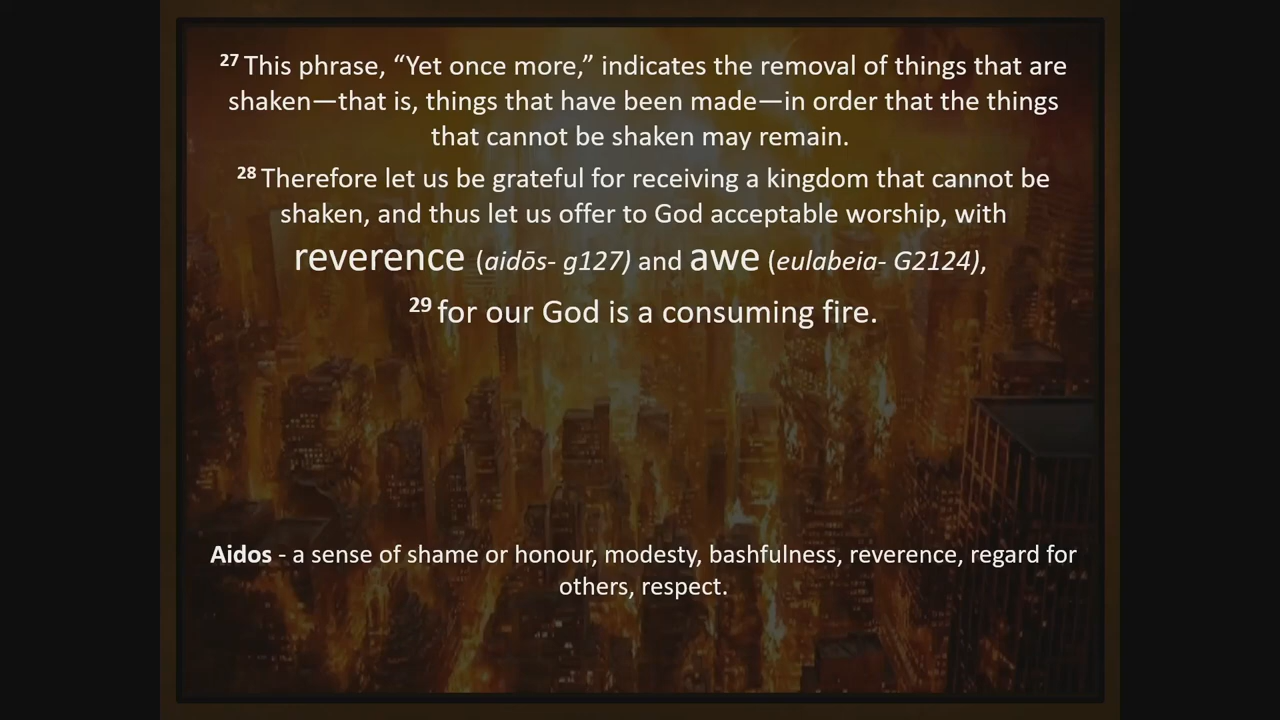 27 This phrase, “Yet once more,” indicates the removal of things that are
shaken—that is, things that have been made—in order that the things
that cannot be shaken may remain.
28 Therefore let us be grateful for receiving a kingdom that cannot be
shaken, and thus let us offer to God acceptable worship, with
reverence (aidōs- g127) and awe (eulabeia- G2124),
29 for our God is a consuming fire.
Aidos - a sense of shame or honour, modesty, bashfulness, reverence, regard for
others, respect.